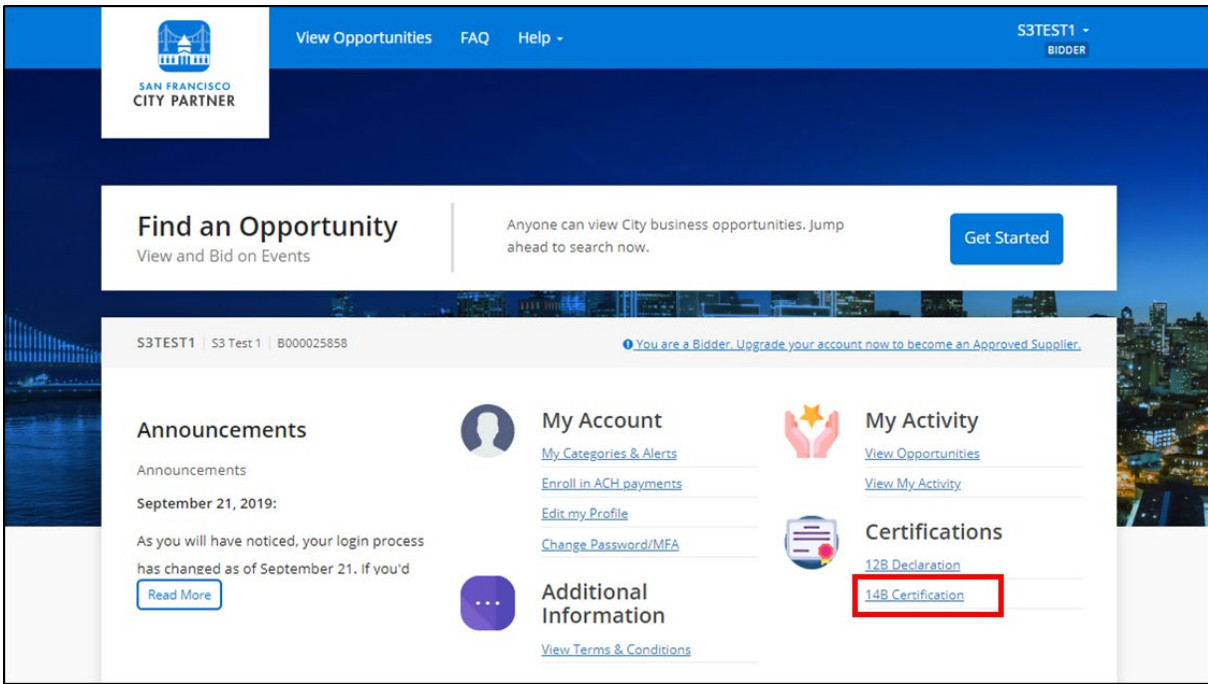 View Opportunities FAQ Help
S3TEST1
BIDDER
SAN FRANCISCO
CITY PARTNER
Find an Opportunity
View and Bid on Events
Anyone can view City business opportunities. Jump
ahead to search now.
Get Started
S3TEST1 | S3 Test 1 | B000025858
You are a Bidder. Upgrade your account now to become an Approved Supplier.
Announcements
Announcements
September 21, 2019:
As you will have noticed, your login process
has changed as of September 21. If you'd
Read More
My Account
My Categories & Alerts
Enroll in ACH payments
Edit my Profile
Change Password/MFA
Additional
Information
View Terms & Conditions
My Activity
View Opportunities
View My Activity
Certifications
12B Declaration
14B Certification